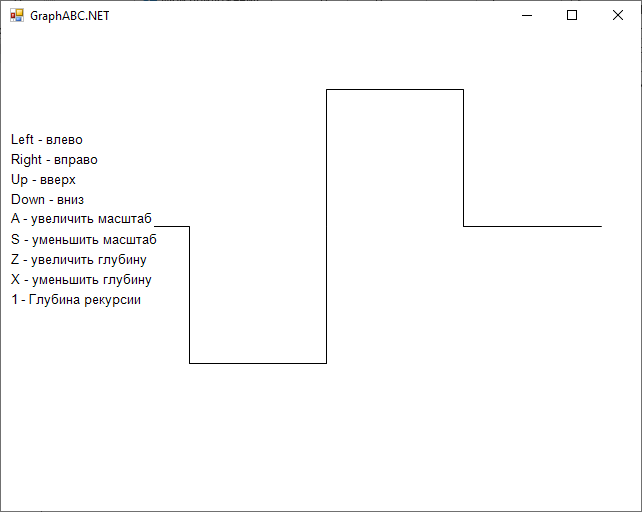 GraphABC.NET
Left - влево
Right - вправо
Up - вверх
Down - вниз
A - увеличить масштаб
S - уменьшить масштаб
Z - увеличить глубину
X - уменьшить глубину
1 - Глубина рекурсии